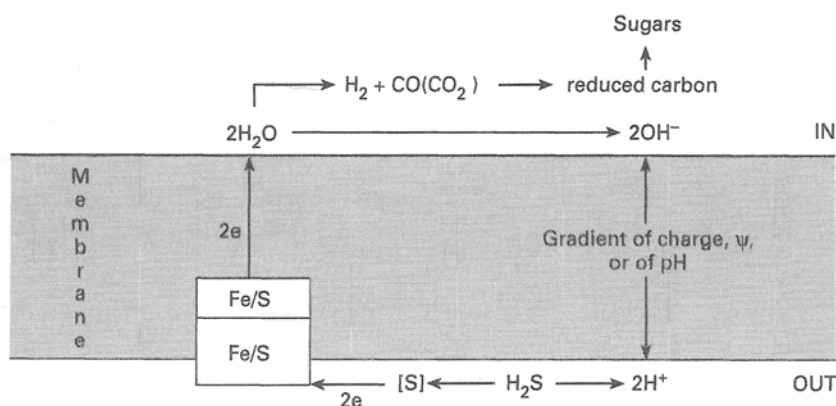 Sugars
H₂ + CO(CO₂ ) reduced carbon
2H₂O 2OH⁻ IN
Membrane
2e
Gradient of charge, ψ,
or of pH
Fe/S
Fe/S
2e [S] H₂S 2H⁺ OUT